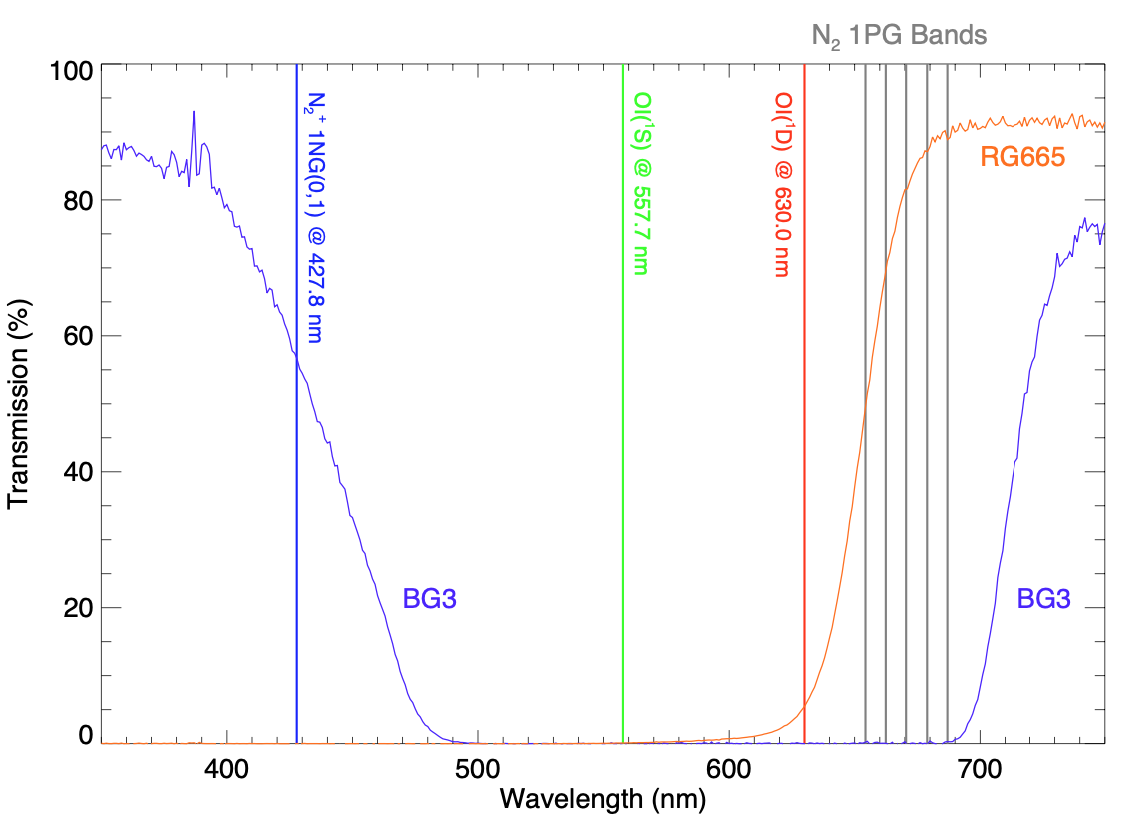 N₂ 1PG Bands
100
80
60
40
20
0
Transmission (%)
N₂⁺ 1NG(0,1) @ 427.8 nm
OI(¹S) @ 557.7 nm
OI(¹D) @ 630.0 nm
RG665
BG3
BG3
400
500
600
700
Wavelength (nm)